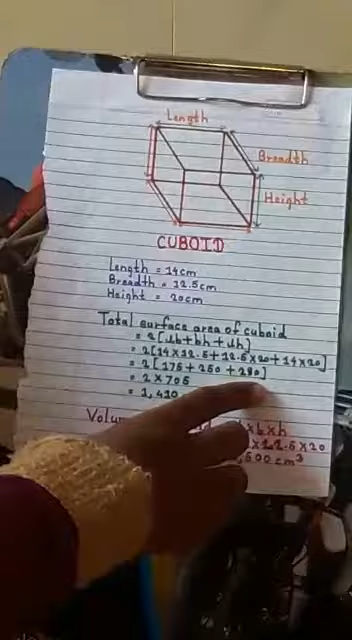 Length
Breadth
Height
CUBOID
Length = 14cm
Breadth = 12.5cm
Height = 20cm
Total surface area of cuboid
= 2[lb+bh+lh]
= 2[14×12.5+12.5×20+14×20]
= 2[175+250+280]
= 2×705
= 1,410
Volu
×b×h
×12.5×20
,500 cm³